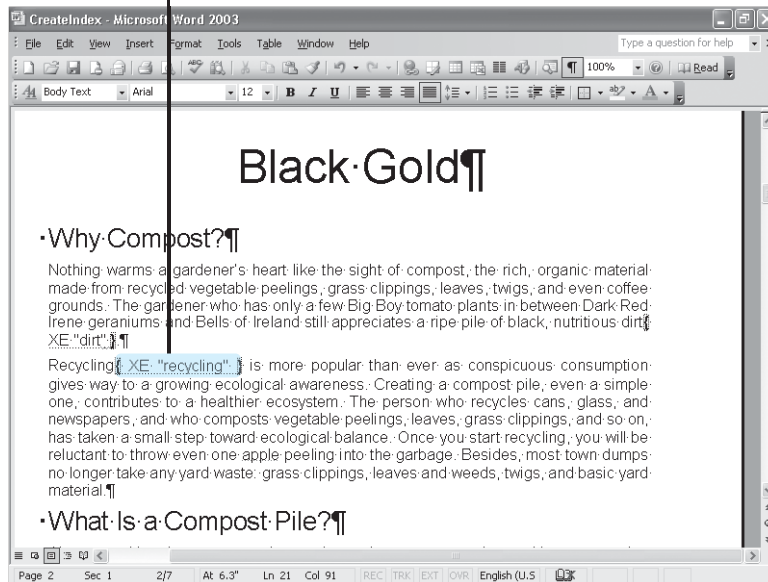 CreateIndex - Microsoft Word 2003
File Edit View Insert Format Tools Table Window Help Type a question for help
100% Read
Body Text Arial 12 B I U
Black·Gold¶
Why·Compost?¶
Nothing· warms· a· gardener's· heart· like· the· sight· of· compost,· the· rich,· organic· material·
made· from· recycled· vegetable· peelings,· grass· clippings,· leaves,· twigs,· and· even· coffee·
grounds.· The· gardener· who· has· only· a· few· Big· Boy· tomato· plants· in· between· Dark· Red·
Irene· geraniums· and· Bells· of· Ireland· still· appreciates· a· ripe· pile· of· black,· nutritious· dirt{·
XE·"dirt"·}.¶
Recycling{· XE· "recycling"· }· is· more· popular· than· ever· as· conspicuous· consumption·
gives· way· to· a· growing· ecological· awareness.· Creating· a· compost· pile,· even· a· simple·
one,· contributes· to· a· healthier· ecosystem.· The· person· who· recycles· cans,· glass,· and·
newspapers,· and· who· composts· vegetable· peelings,· leaves,· grass· clippings,· and· so· on,·
has· taken· a· small· step· toward· ecological· balance.· Once· you· start· recycling,· you· will· be·
reluctant· to· throw· even· one· apple· peeling· into· the· garbage.· Besides,· most· town· dumps·
no· longer· take· any· yard· waste:· grass· clippings,· leaves· and· weeds,· twigs,· and· basic· yard·
material.¶
What·Is·a·Compost·Pile?¶
Page 2 Sec 1 2/7 At 6.3" Ln 21 Col 91 REC TRK EXT OVR English (U.S